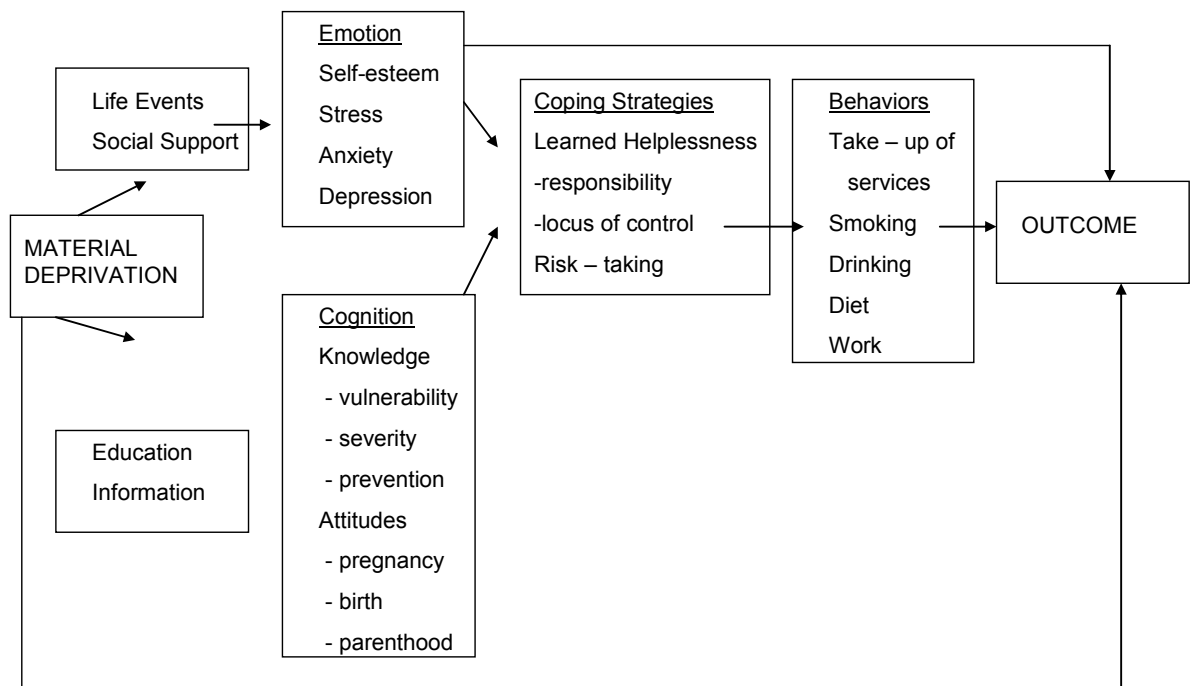 MATERIAL
DEPRIVATION
Life Events
Social Support
Education
Information
Emotion
Self-esteem
Stress
Anxiety
Depression
Cognition
Knowledge
- vulnerability
- severity
- prevention
Attitudes
- pregnancy
- birth
- parenthood
Coping Strategies
Learned Helplessness
-responsibility
-locus of control
Risk – taking
Behaviors
Take – up of
services
Smoking
Drinking
Diet
Work
OUTCOME